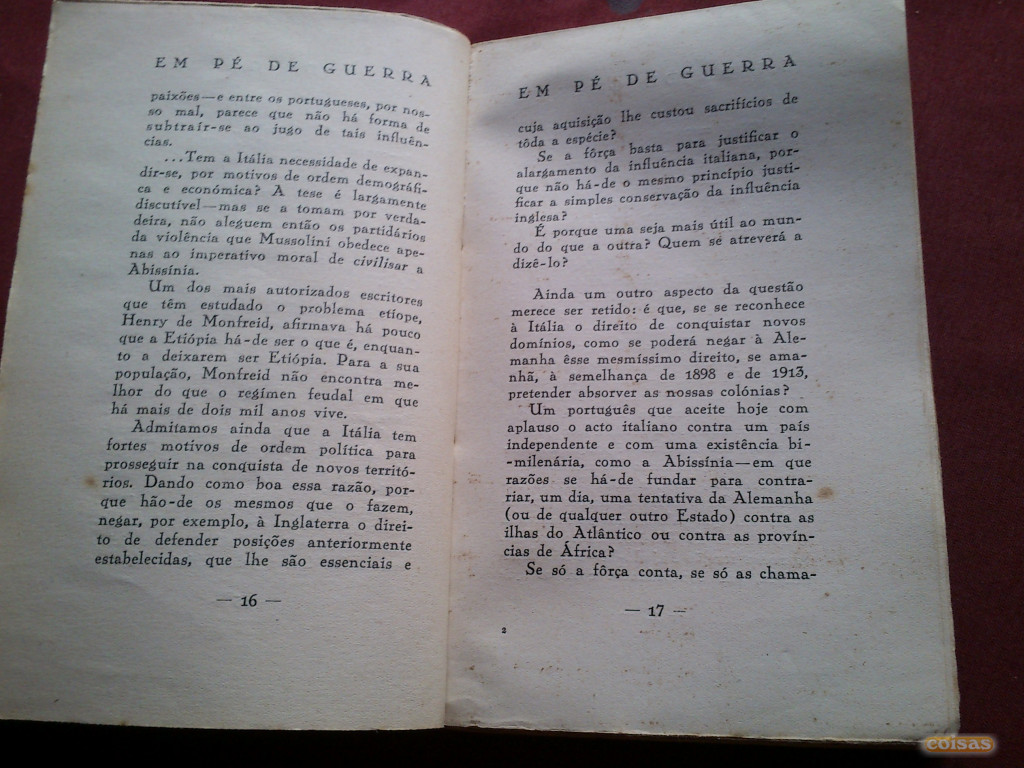 EM PÉ DE GUERRA
paixões—e entre os portugueses, por nos-
so mal, parece que não há forma de
subtrair-se ao jugo de tais influên-
cias.
...Tem a Itália necessidade de expan-
dir-se, por motivos de ordem demográfi-
ca e económica? A tese é largamente
discutível—mas se a tomam por verda-
deira, não aleguem então os partidários
da violência que Mussolini obedece ape-
nas ao imperativo moral de civilisar a
Abissínia.
Um dos mais autorizados escritores
que têm estudado o problema etíope,
Henry de Monfreid, afirmava há pouco
que a Etiópia há-de ser o que é, enquan-
to a deixarem ser Etiópia. Para a sua
população, Monfreid não encontra me-
lhor do que o regímen feudal em que
há mais de dois mil anos vive.
Admitamos ainda que a Itália tem
fortes motivos de ordem política para
prosseguir na conquista de novos territó-
rios. Dando como boa essa razão, por-
que hão-de os mesmos que o fazem,
negar, por exemplo, à Inglaterra o direi-
to de defender posições anteriormente
estabelecidas, que lhe são essenciais e
— 16 —
EM PÉ DE GUERRA
cuja aquisição lhe custou sacrifícios de
tôda a espécie?
Se a fôrça basta para justificar o
alargamento da influência italiana, por-
que não há-de o mesmo princípio justi-
ficar a simples conservação da influência
inglesa?
É porque uma seja mais útil ao mun-
do do que a outra? Quem se atreverá a
dizê-lo?
Ainda um outro aspecto da questão
merece ser retido: é que, se se reconhece
à Itália o direito de conquistar novos
domínios, como se poderá negar à Ale-
manha êsse mesmíssimo direito, se ama-
nhã, à semelhança de 1898 e de 1913,
pretender absorver as nossas colónias?
Um português que aceite hoje com
aplauso o acto italiano contra um país
independente e com uma existência bi-
-milenária, como a Abissínia—em que
razões se há-de fundar para contra-
riar, um dia, uma tentativa da Alemanha
(ou de qualquer outro Estado) contra as
ilhas do Atlântico ou contra as provín-
cias de África?
Se só a fôrça conta, se só as chama-
— 17 —
2
coisas